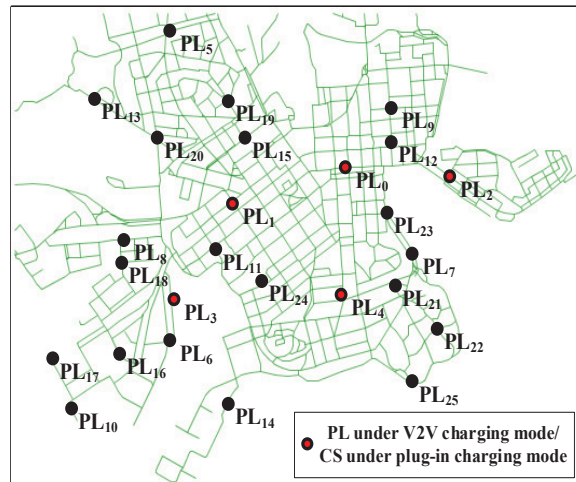 PL5
PL13
PL19
PL9
PL20
PL15
PL12
PL0
PL2
PL1
PL23
PL8
PL11
PL7
PL18
PL24
PL3
PL4
PL21
PL22
PL6
PL16
PL17
PL25
PL10
PL14
PL under V2V charging mode/
CS under plug-in charging mode